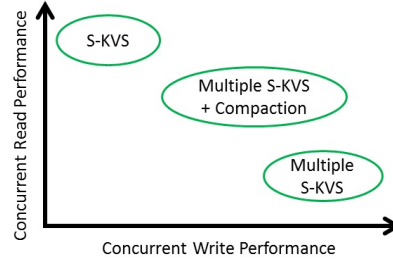 Concurrent Read Performance
S-KVS
Multiple S-KVS
+ Compaction
Multiple
S-KVS
Concurrent Write Performance